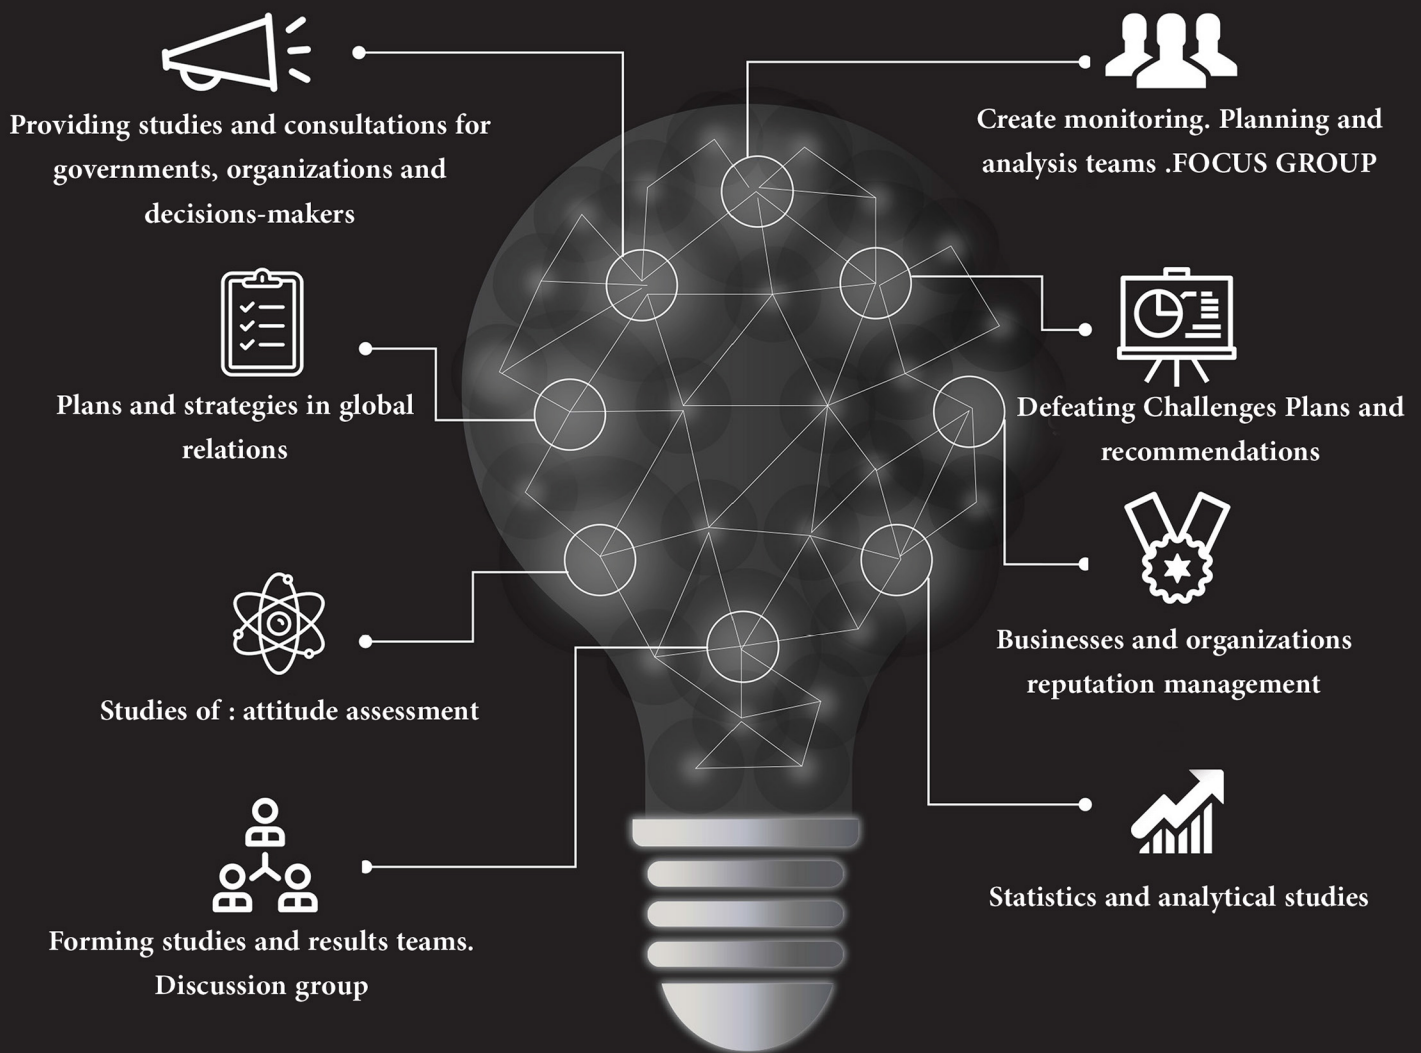 Providing studies and consultations for
governments, organizations and
decisions-makers
Plans and strategies in global
relations
Studies of : attitude assessment
Forming studies and results teams.
Discussion group
Create monitoring. Planning and
analysis teams .FOCUS GROUP
Defeating Challenges Plans and
recommendations
Businesses and organizations
reputation management
Statistics and analytical studies